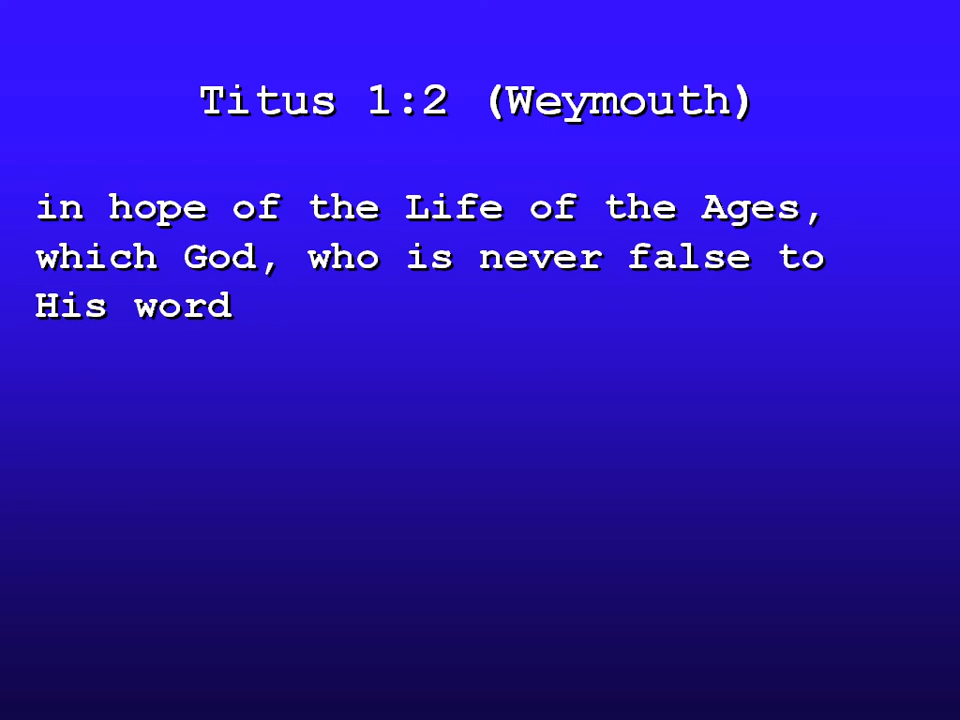 Titus 1:2 (Weymouth)
in hope of the Life of the Ages,
which God, who is never false to
His word